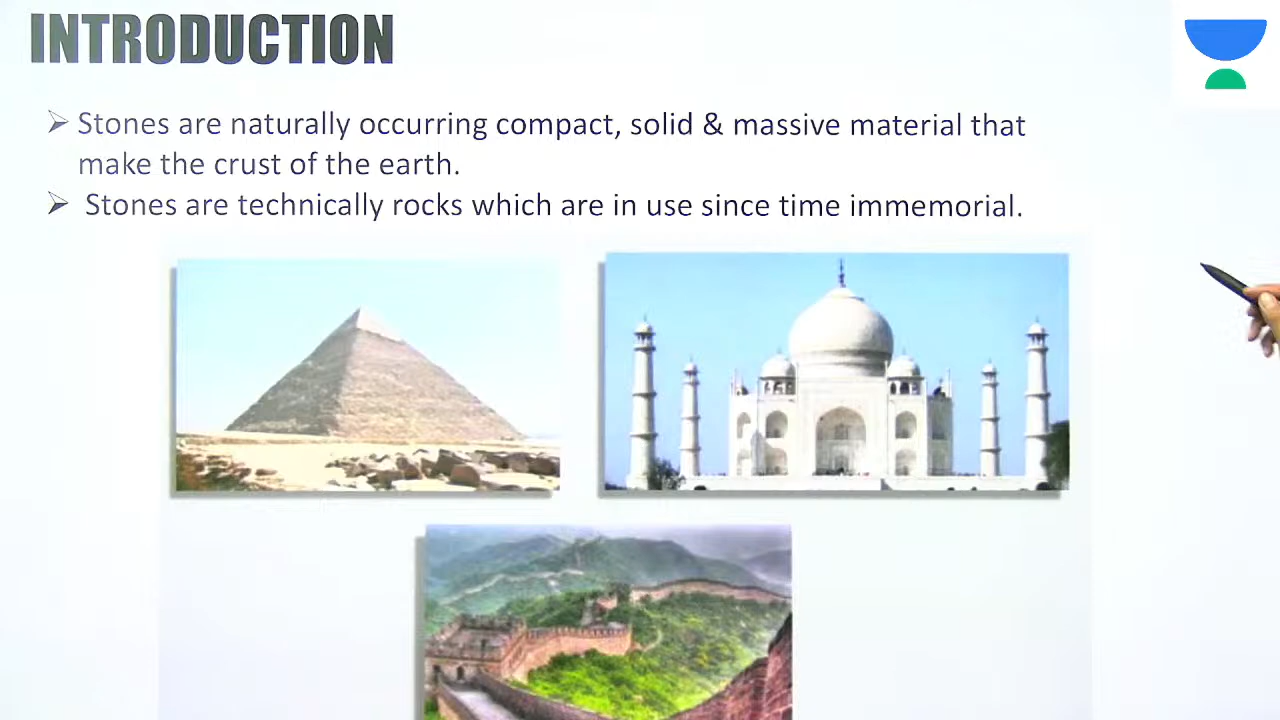 INTRODUCTION
➢ Stones are naturally occurring compact, solid & massive material that
make the crust of the earth.
➢ Stones are technically rocks which are in use since time immemorial.